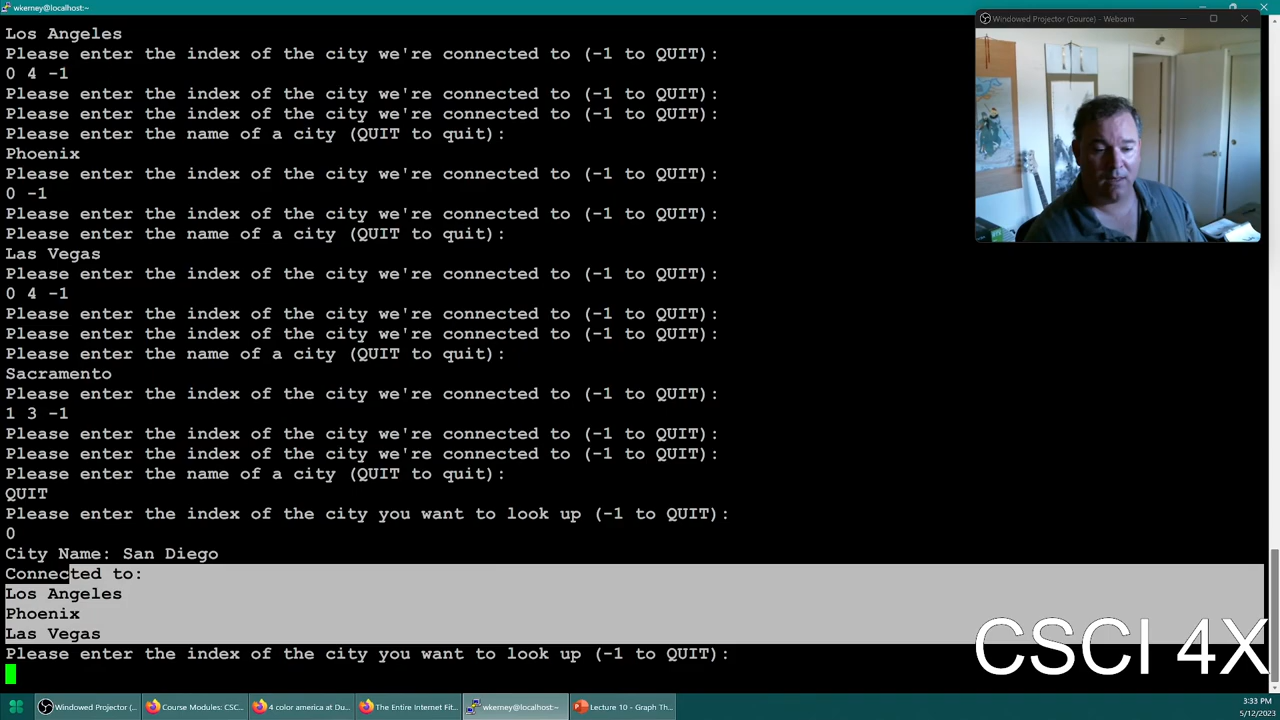 wkerney@localhost:~
Windowed Projector (Source) - Webcam
Los Angeles
Please enter the index of the city we're connected to (-1 to QUIT):
0 4 -1
Please enter the index of the city we're connected to (-1 to QUIT):
Please enter the index of the city we're connected to (-1 to QUIT):
Please enter the name of a city (QUIT to quit):
Phoenix
Please enter the index of the city we're connected to (-1 to QUIT):
0 -1
Please enter the index of the city we're connected to (-1 to QUIT):
Please enter the name of a city (QUIT to quit):
Las Vegas
Please enter the index of the city we're connected to (-1 to QUIT):
0 4 -1
Please enter the index of the city we're connected to (-1 to QUIT):
Please enter the index of the city we're connected to (-1 to QUIT):
Please enter the name of a city (QUIT to quit):
Sacramento
Please enter the index of the city we're connected to (-1 to QUIT):
1 3 -1
Please enter the index of the city we're connected to (-1 to QUIT):
Please enter the index of the city we're connected to (-1 to QUIT):
Please enter the name of a city (QUIT to quit):
QUIT
Please enter the index of the city you want to look up (-1 to QUIT):
0
City Name: San Diego
Connected to:
Los Angeles
Phoenix
Las Vegas
Please enter the index of the city you want to look up (-1 to QUIT):
CSCI 4X
Windowed Projector (... Course Modules: CSC... 4 color america at Du... The Entire Internet Fit... wkerney@localhost:~ Lecture 10 - Graph Th...
3:33 PM
5/12/2023